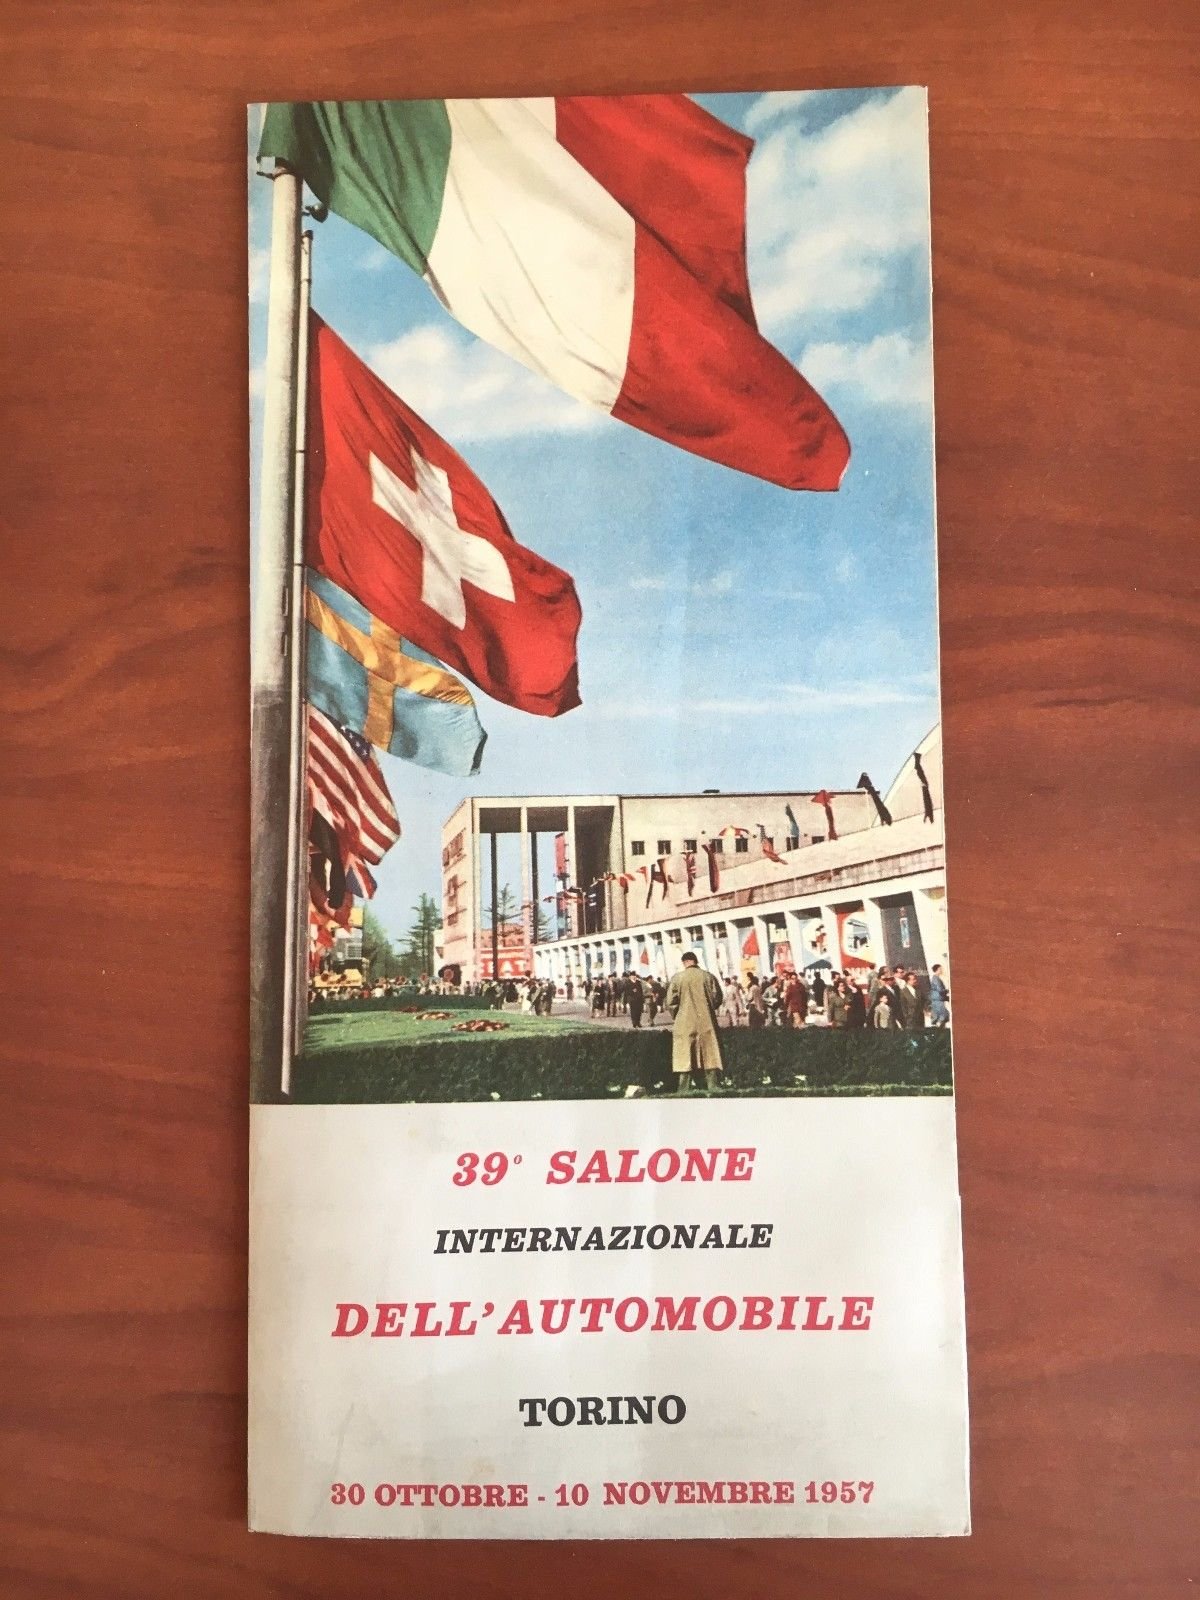 39° SALONE
INTERNAZIONALE
DELL'AUTOMOBILE
TORINO
30 OTTOBRE - 10 NOVEMBRE 1957